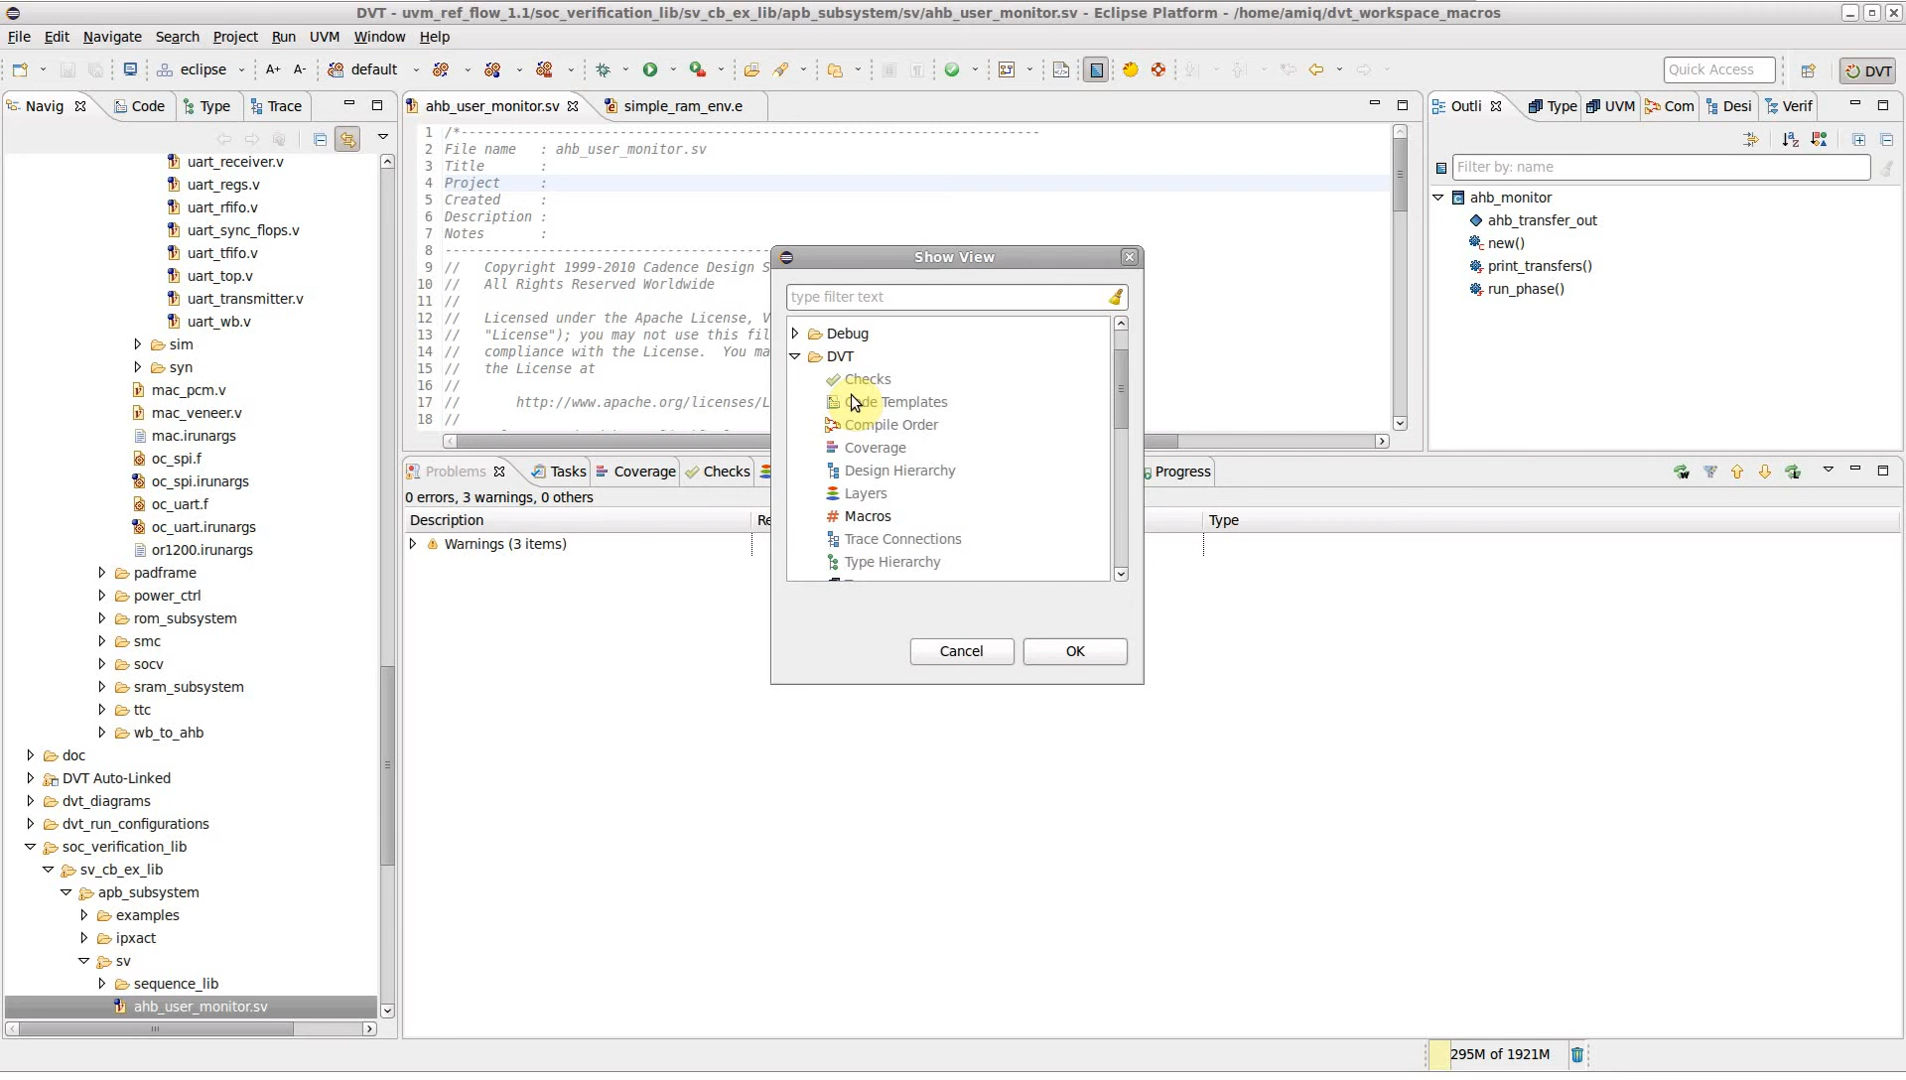 DVT - uvm_ref_flow_1.1/soc_verification_lib/sv_cb_ex_lib/apb_subsystem/sv/ahb_user_monitor.sv - Eclipse Platform - /home/amiq/dvt_workspace_macros
File Edit Navigate Search Project Run UVM Window Help
eclipse A+ A- default Quick Access DVT
Navig Code Type Trace
uart_receiver.v
uart_regs.v
uart_rfifo.v
uart_sync_flops.v
uart_tfifo.v
uart_top.v
uart_transmitter.v
uart_wb.v
sim
syn
mac_pcm.v
mac_veneer.v
mac.irunargs
oc_spi.f
oc_spi.irunargs
oc_uart.f
oc_uart.irunargs
or1200.irunargs
padframe
power_ctrl
rom_subsystem
smc
socv
sram_subsystem
ttc
wb_to_ahb
doc
DVT Auto-Linked
dvt_diagrams
dvt_run_configurations
soc_verification_lib
sv_cb_ex_lib
apb_subsystem
examples
ipxact
sv
sequence_lib
ahb_user_monitor.sv
ahb_user_monitor.sv simple_ram_env.e
1 /*------------------------------------------------------------------------
2 File name : ahb_user_monitor.sv
3 Title
4 Project :
5 Created :
6 Description :
7 Notes :
8 ----------------------------------------
9 // Copyright 1999-2010 Cadence Design S
10 // All Rights Reserved Worldwide
11 //
12 // Licensed under the Apache License, V
13 // "License"); you may not use this fil
14 // compliance with the License. You ma
15 // the License at
16 //
17 // http://www.apache.org/licenses/L
18 //
Show View
type filter text
Debug
DVT
Checks
Code Templates
Compile Order
Coverage
Design Hierarchy
Layers
# Macros
Trace Connections
Type Hierarchy
Cancel OK
Problems Tasks Coverage Checks Progress
0 errors, 3 warnings, 0 others
Description Re Type
Warnings (3 items)
Outli Type UVM Com Desi Verif
Filter by: name
ahb_monitor
ahb_transfer_out
new()
print_transfers()
run_phase()
295M of 1921M